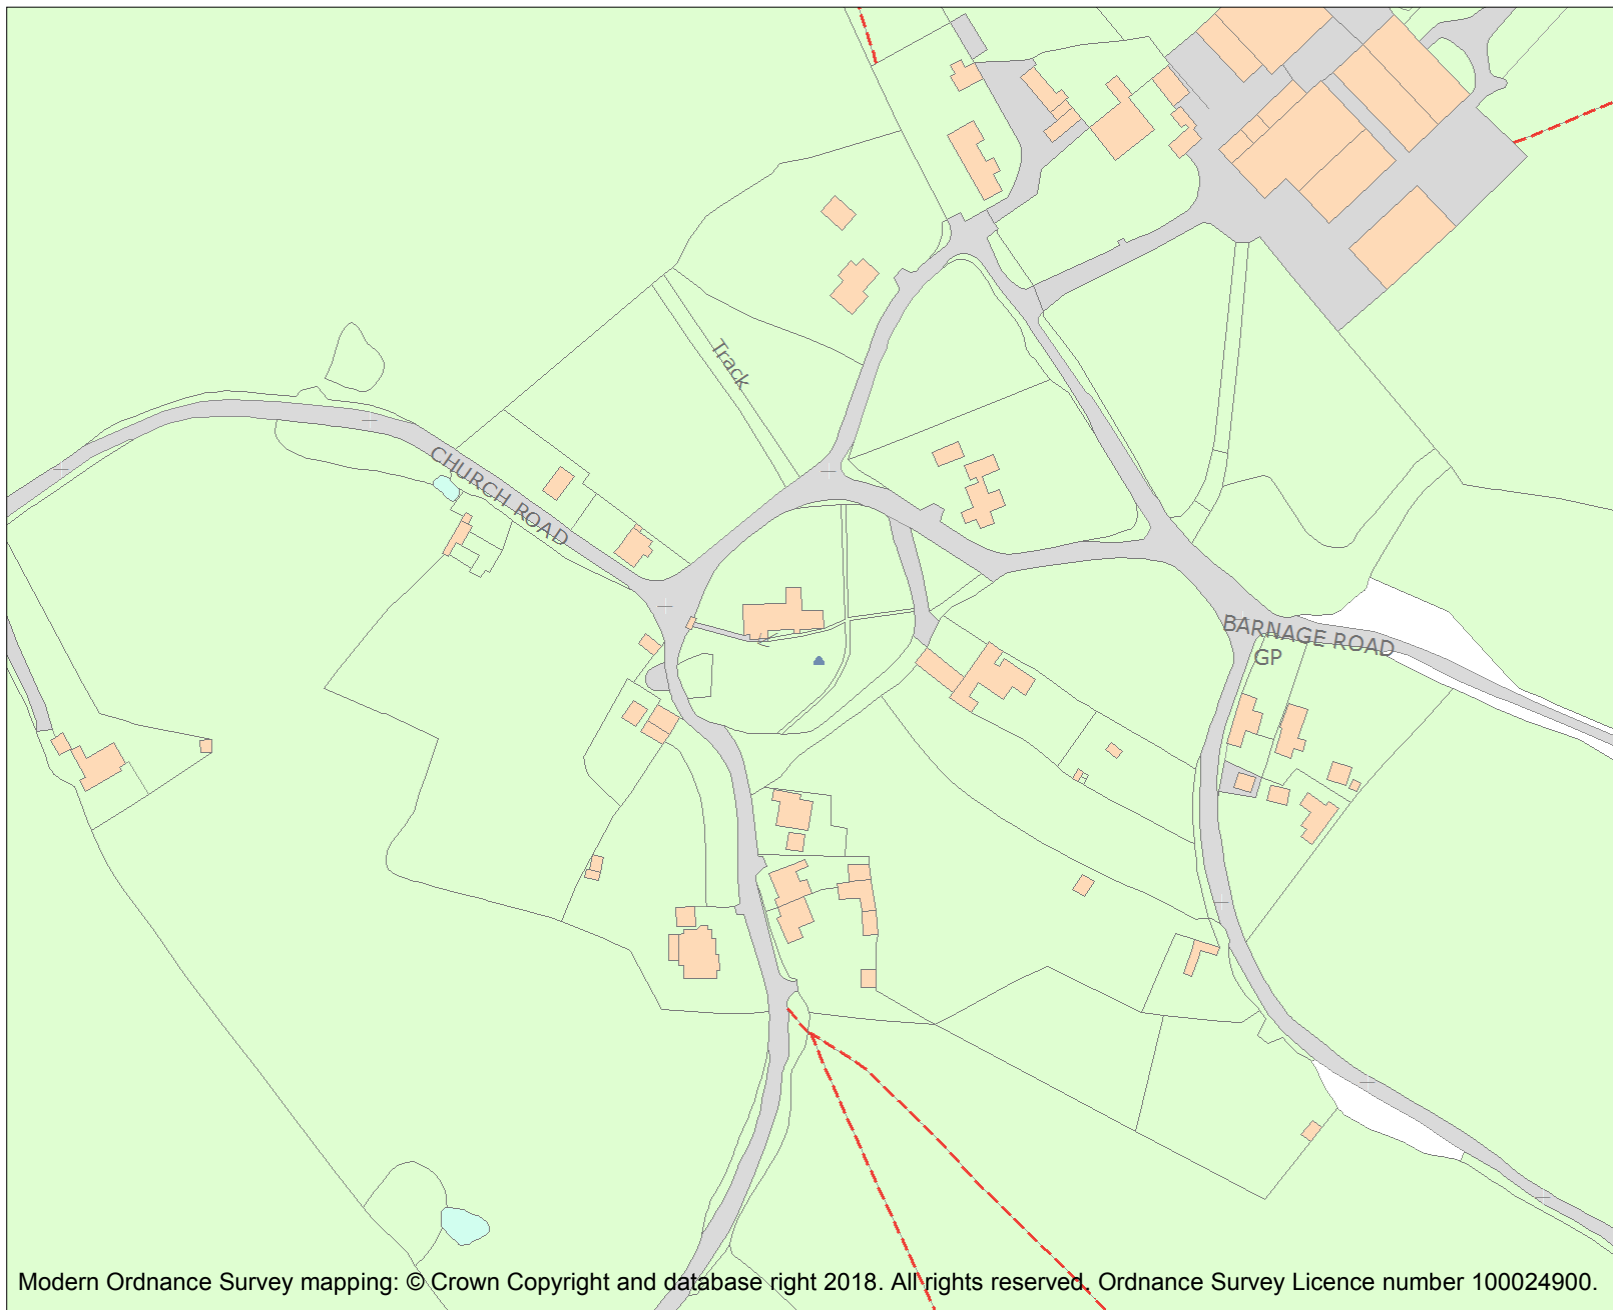 Track
CHURCH ROAD
BARNAGE ROAD
GP
Modern Ordnance Survey mapping: © Crown Copyright and database right 2018. All rights reserved. Ordnance Survey Licence number 100024900.